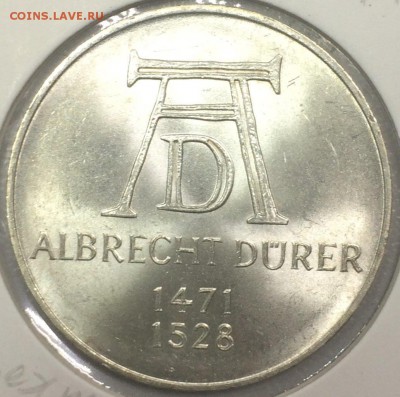 COINS.LAVE.RU
AD
ALBRECHT DÜRER
1471
1528